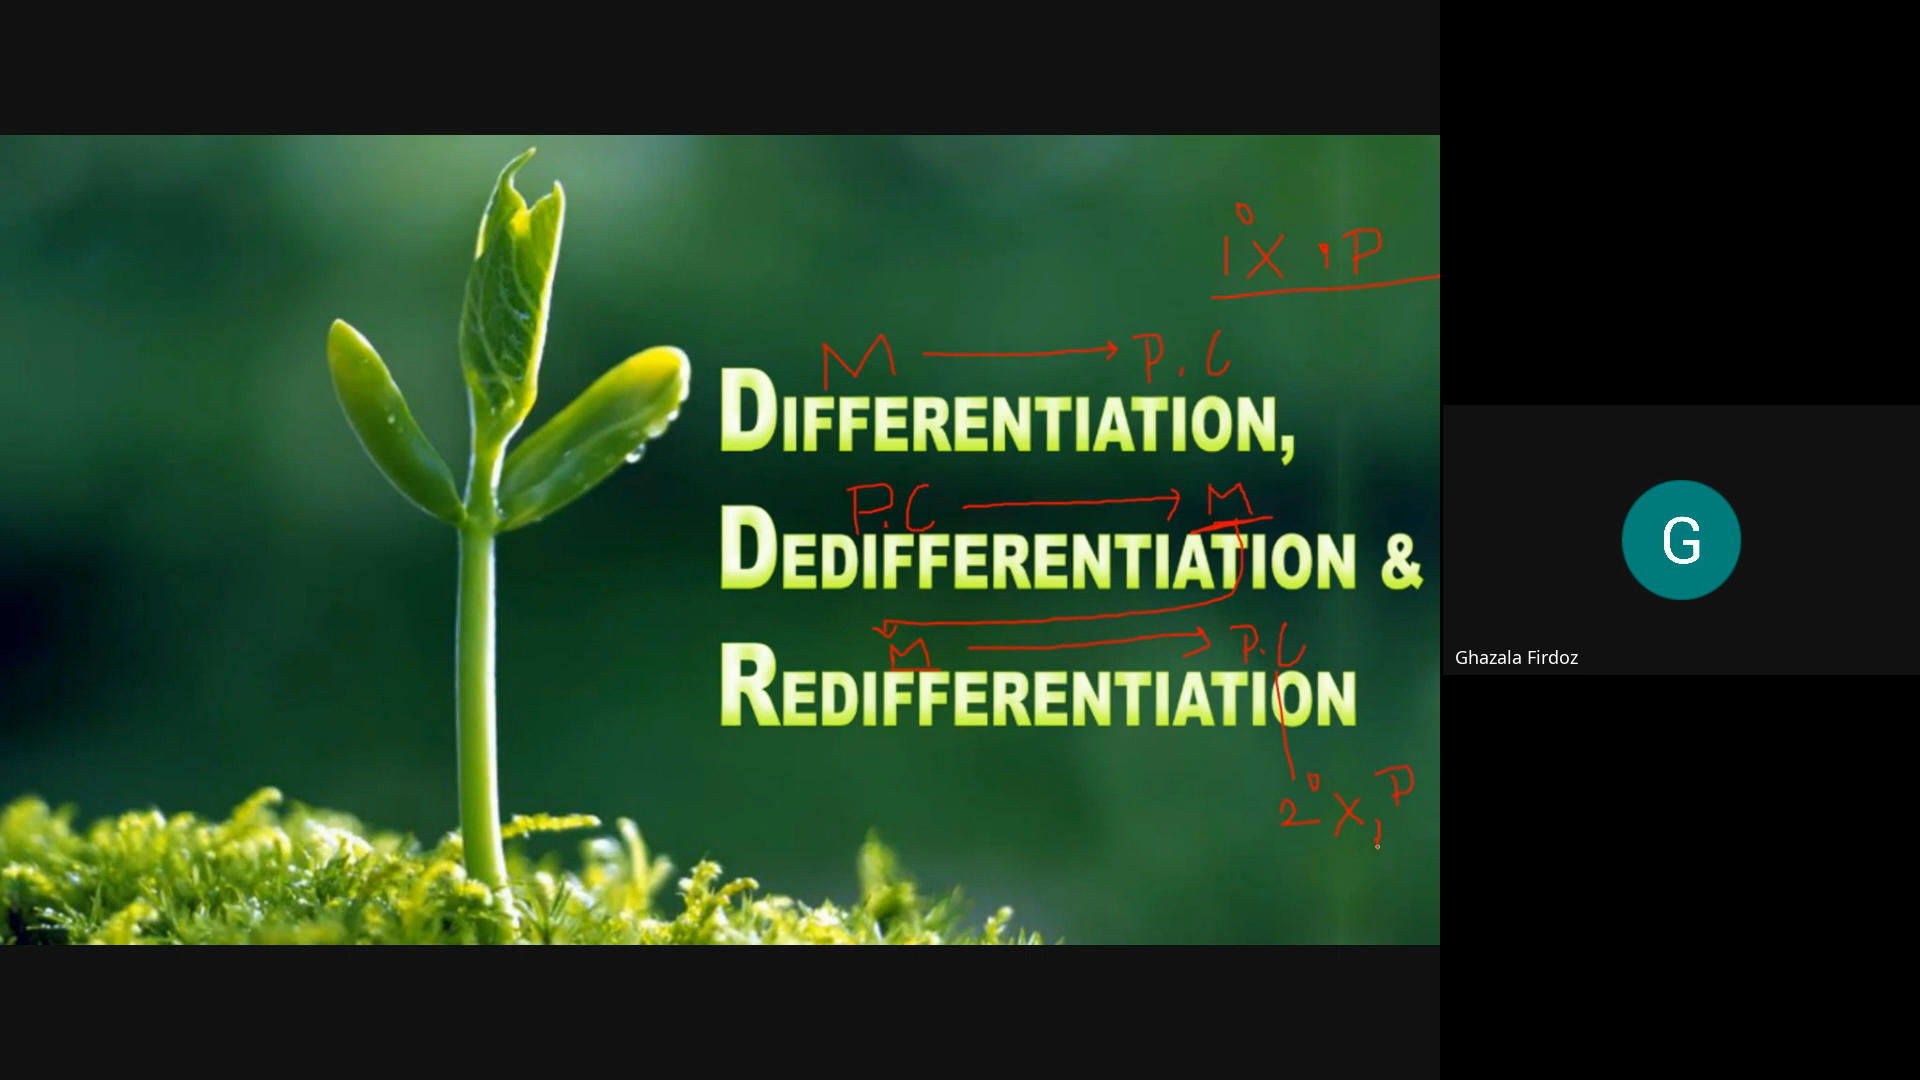 1° X, P
M → P.C
DIFFERENTIATION,
P.C → M
DEDIFFERENTIATION &
M → P.C
REDIFFERENTIATION
2° X, P
G
Ghazala Firdoz